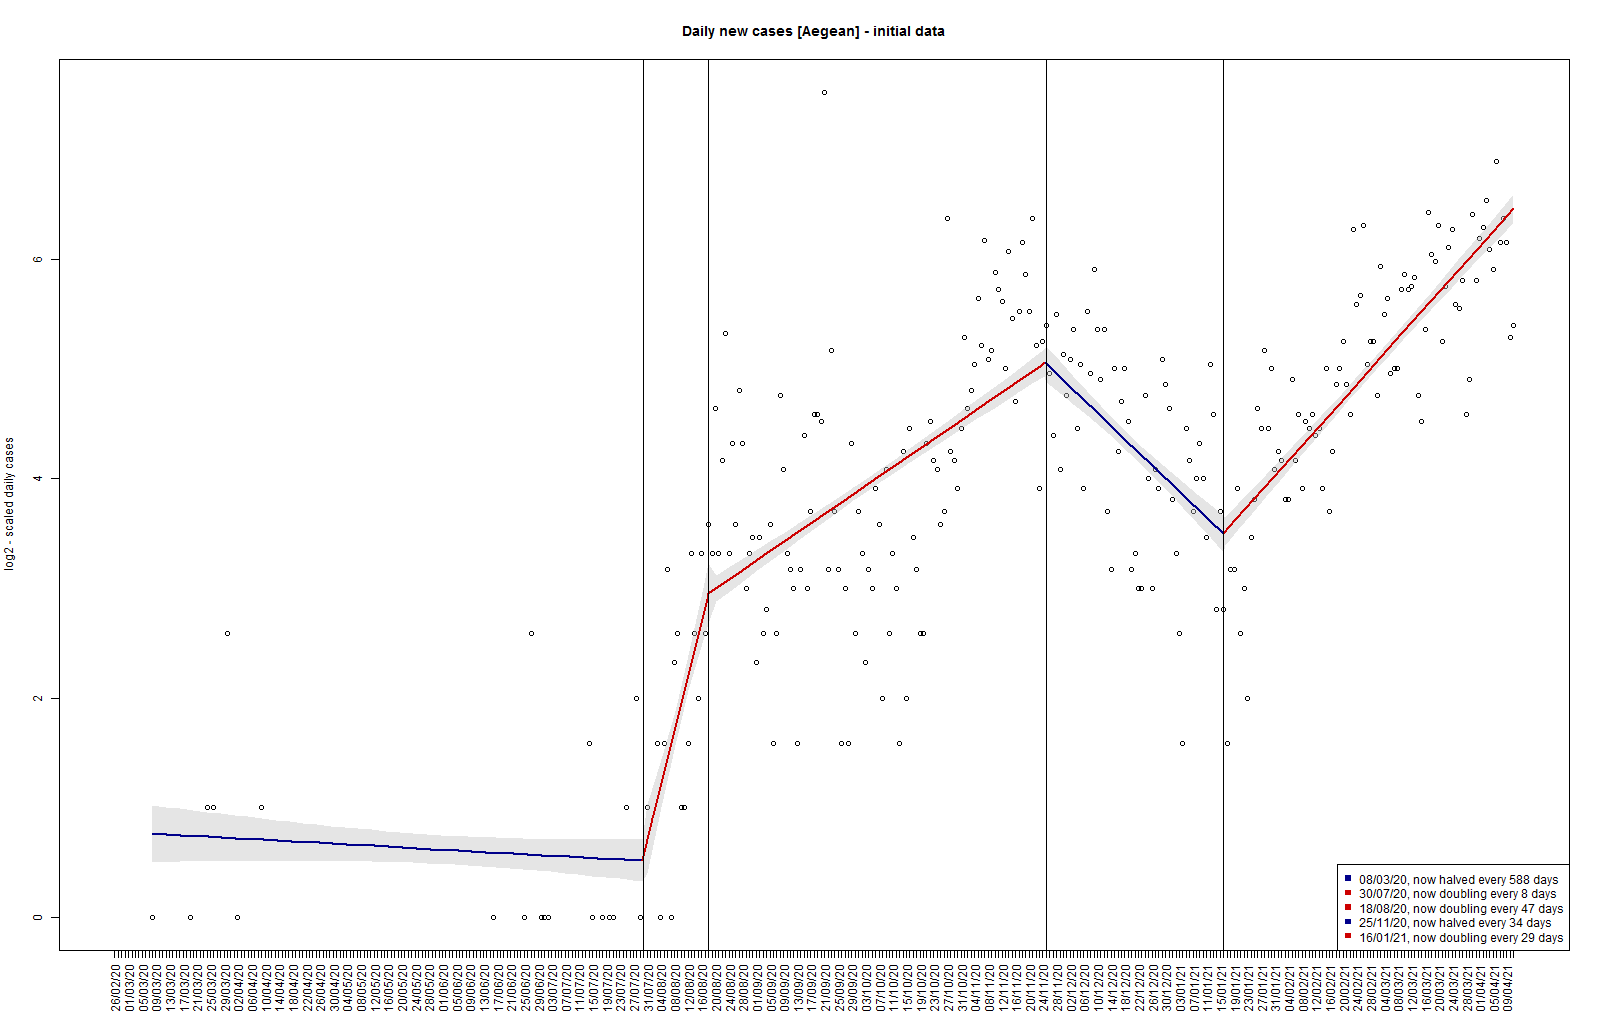 Daily new cases [Aegean] - initial data
log2 - scaled daily cases
6
4
2
0
08/03/20, now halved every 588 days
30/07/20, now doubling every 8 days
18/08/20, now doubling every 47 days
25/11/20, now halved every 34 days
16/01/21, now doubling every 29 days
26/02/20 01/03/20 05/03/20 09/03/20 13/03/20 17/03/20 21/03/20 25/03/20 29/03/20 02/04/20 06/04/20 10/04/20 14/04/20 18/04/20 22/04/20 26/04/20 30/04/20 04/05/20 08/05/20 12/05/20 16/05/20 20/05/20 24/05/20 28/05/20 01/06/20 05/06/20 09/06/20 13/06/20 17/06/20 21/06/20 25/06/20 29/06/20 03/07/20 07/07/20 11/07/20 15/07/20 19/07/20 23/07/20 27/07/20 31/07/20 04/08/20 08/08/20 12/08/20 16/08/20 20/08/20 24/08/20 28/08/20 01/09/20 05/09/20 09/09/20 13/09/20 17/09/20 21/09/20 25/09/20 29/09/20 03/10/20 07/10/20 11/10/20 15/10/20 19/10/20 23/10/20 27/10/20 31/10/20 04/11/20 08/11/20 12/11/20 16/11/20 20/11/20 24/11/20 28/11/20 02/12/20 06/12/20 10/12/20 14/12/20 18/12/20 22/12/20 26/12/20 30/12/20 03/01/21 07/01/21 11/01/21 15/01/21 19/01/21 23/01/21 27/01/21 31/01/21 04/02/21 08/02/21 12/02/21 16/02/21 20/02/21 24/02/21 28/02/21 04/03/21 08/03/21 12/03/21 16/03/21 20/03/21 24/03/21 28/03/21 01/04/21 05/04/21 09/04/21